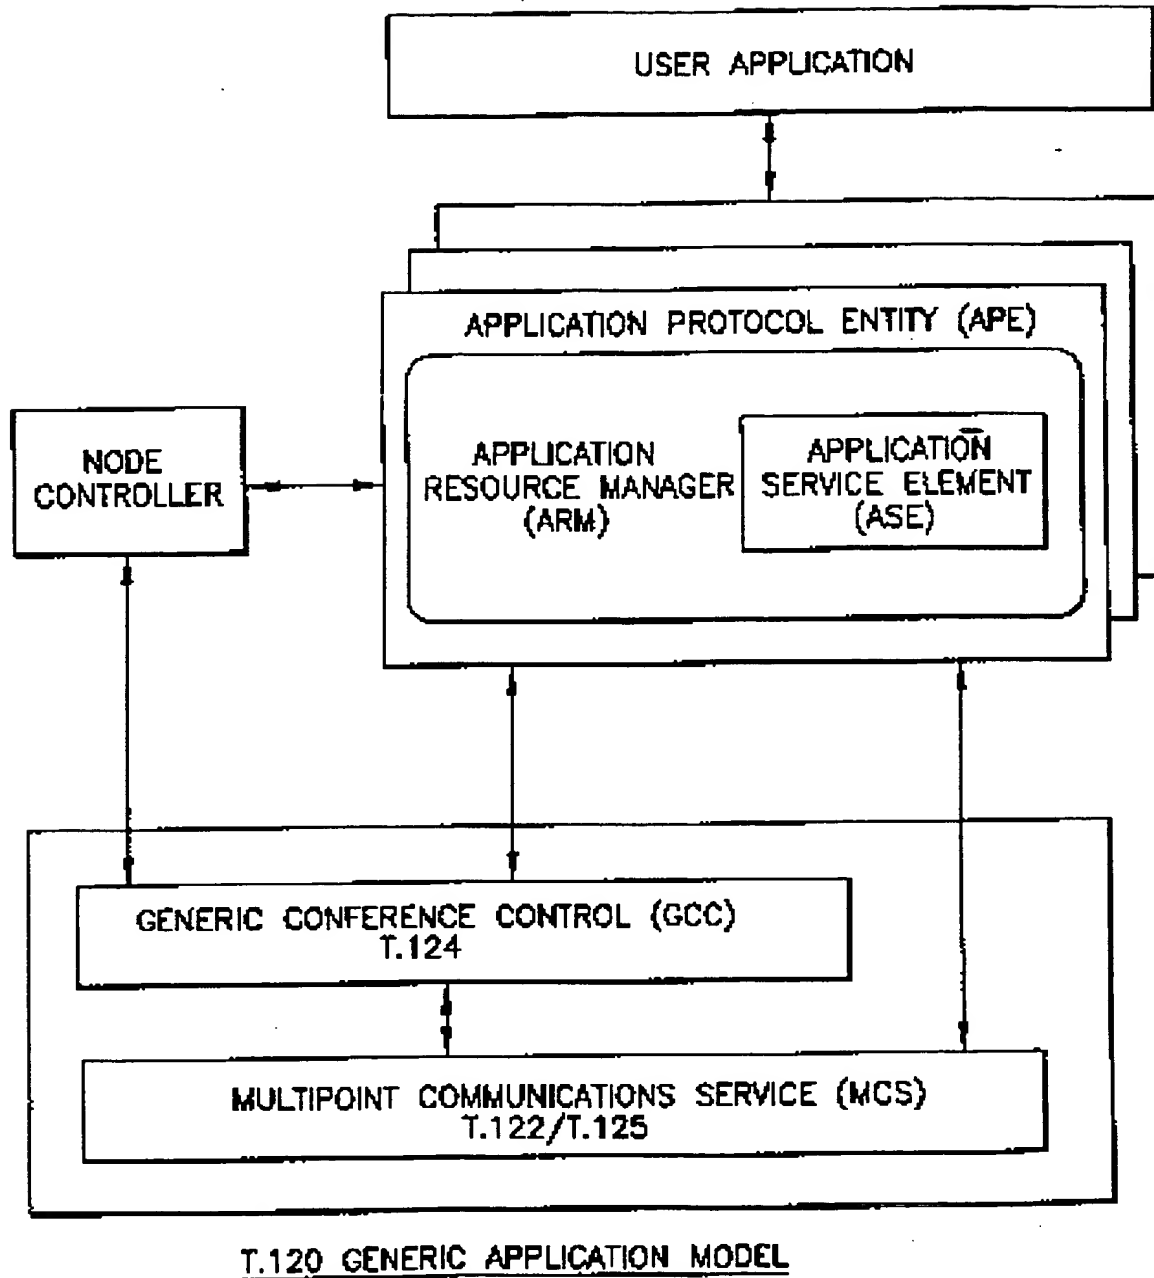 USER APPLICATION
APPLICATION PROTOCOL ENTITY (APE)
NODE
CONTROLLER
APPLICATION
RESOURCE MANAGER
(ARM)
APPLICATION
SERVICE ELEMENT
(ASE)
GENERIC CONFERENCE CONTROL (GCC)
T.124
MULTIPOINT COMMUNICATIONS SERVICE (MCS)
T.122/T.125
T.120 GENERIC APPLICATION MODEL